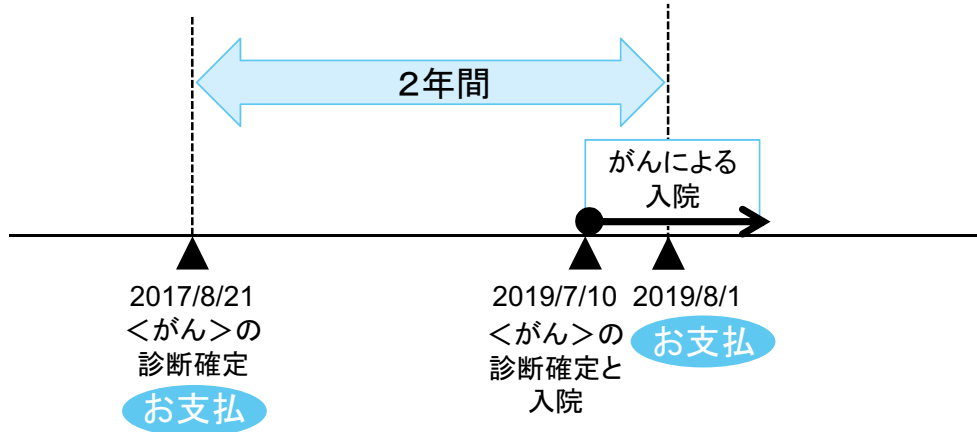 2年間
がんによる
入院
2017/8/21
＜がん＞の
診断確定
お支払
2019/7/10
＜がん＞の
診断確定と
入院
2019/8/1
お支払